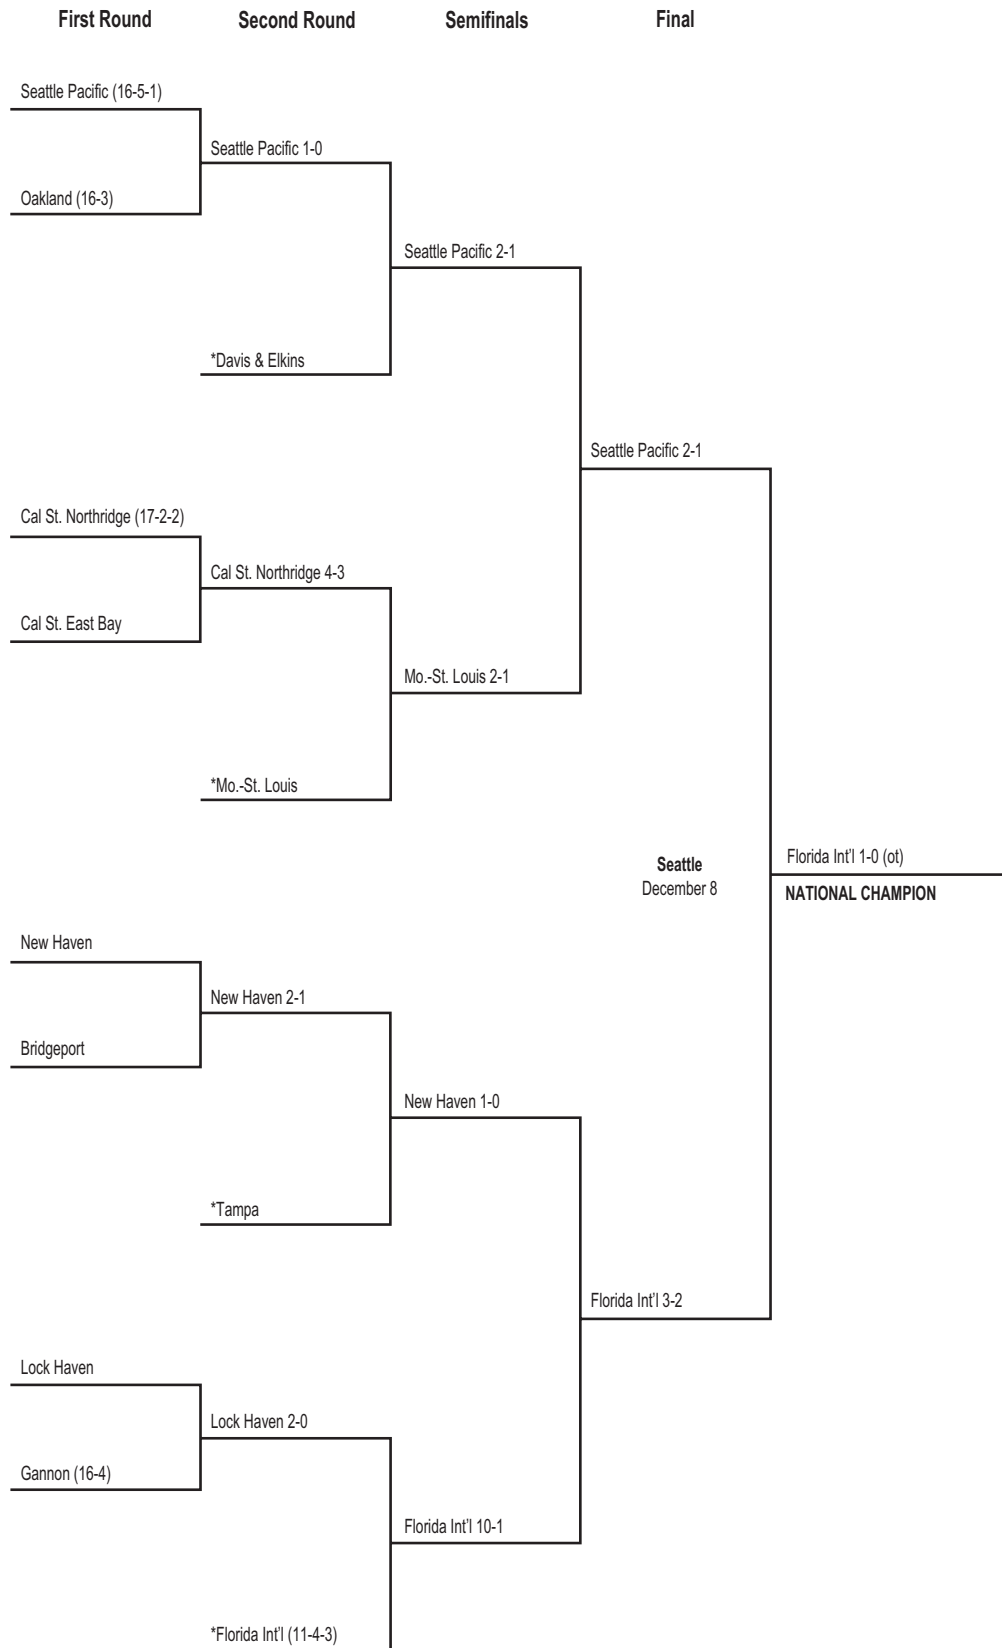 First Round Second Round Semifinals Final
Seattle Pacific (16-5-1)
Seattle Pacific 1-0
Oakland (16-3)
Seattle Pacific 2-1
*Davis & Elkins
Seattle Pacific 2-1
Cal St. Northridge (17-2-2)
Cal St. Northridge 4-3
Cal St. East Bay
Mo.-St. Louis 2-1
*Mo.-St. Louis
Seattle
December 8
Florida Int’l 1-0 (ot)
NATIONAL CHAMPION
New Haven
New Haven 2-1
Bridgeport
New Haven 1-0
*Tampa
Florida Int’l 3-2
Lock Haven
Lock Haven 2-0
Gannon (16-4)
Florida Int’l 10-1
*Florida Int’l (11-4-3)